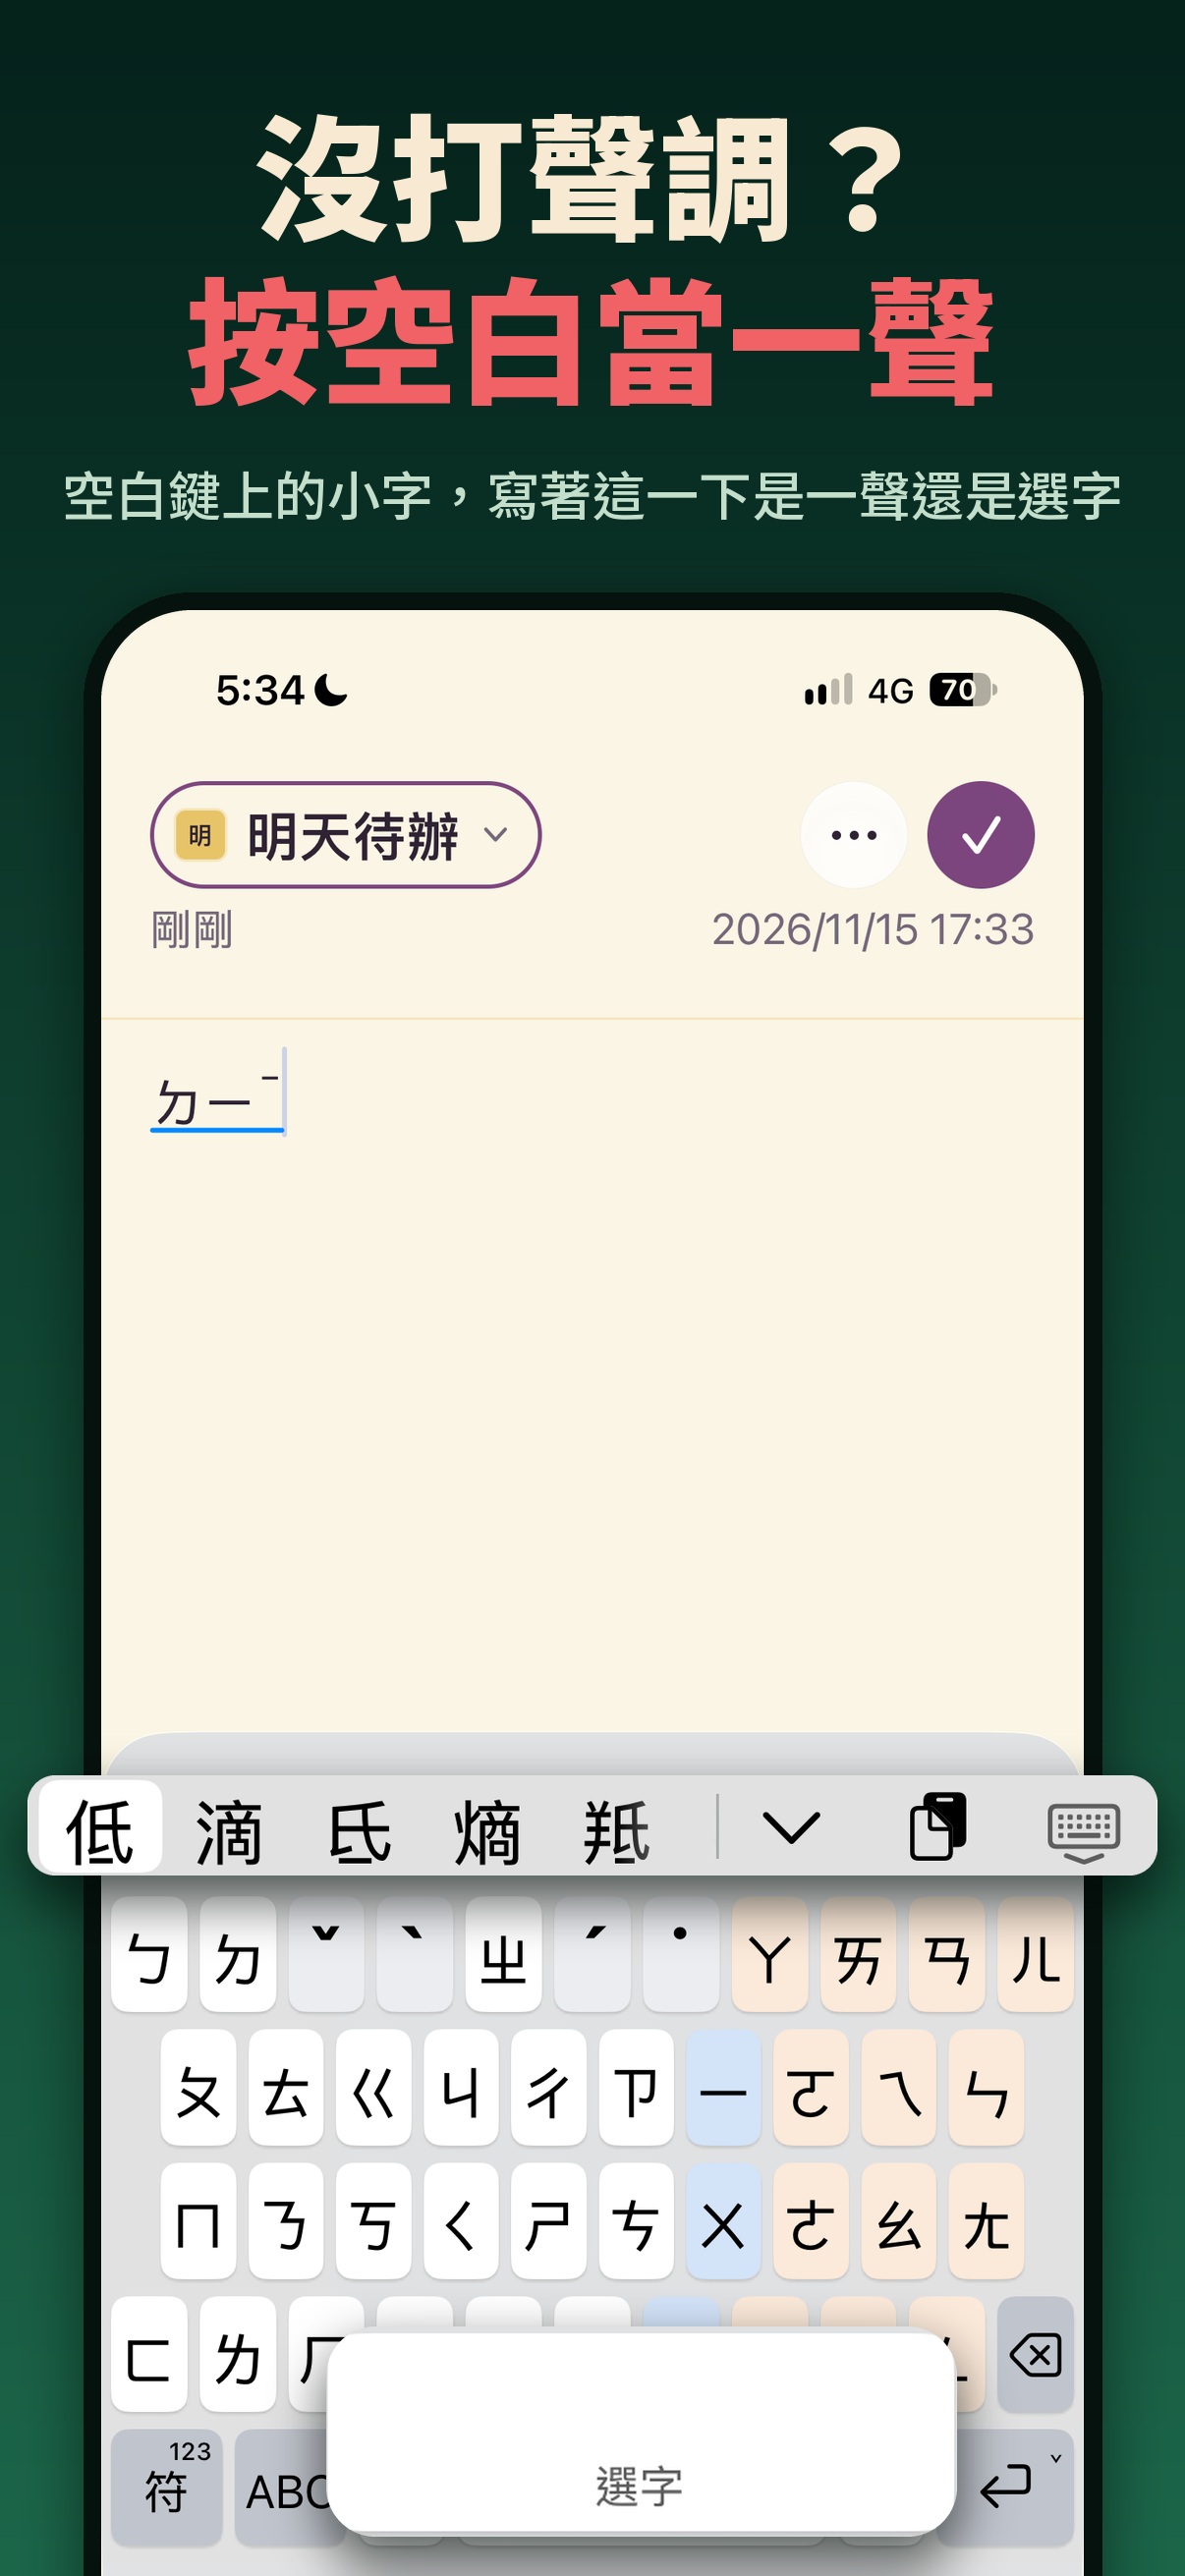 沒打聲調？
按空白當一聲
空白鍵上的小字，寫著這一下是一聲還是選字
5:34 4G 70
明 明天待辦
剛剛 2026/11/15 17:33
ㄉㄧˉ
低 滴 氐 熵 羝
ㄅ ㄉ ˇ ˋ ㄓ ˊ ˙ ㄚ ㄞ ㄢ ㄦ
ㄆ ㄊ ㄍ ㄐ ㄔ ㄗ ㄧ ㄛ ㄟ ㄣ
ㄇ ㄋ ㄎ ㄑ ㄕ ㄘ ㄨ ㄜ ㄠ ㄤ
ㄈ ㄌ ㄏ
123
符 ABC 選字